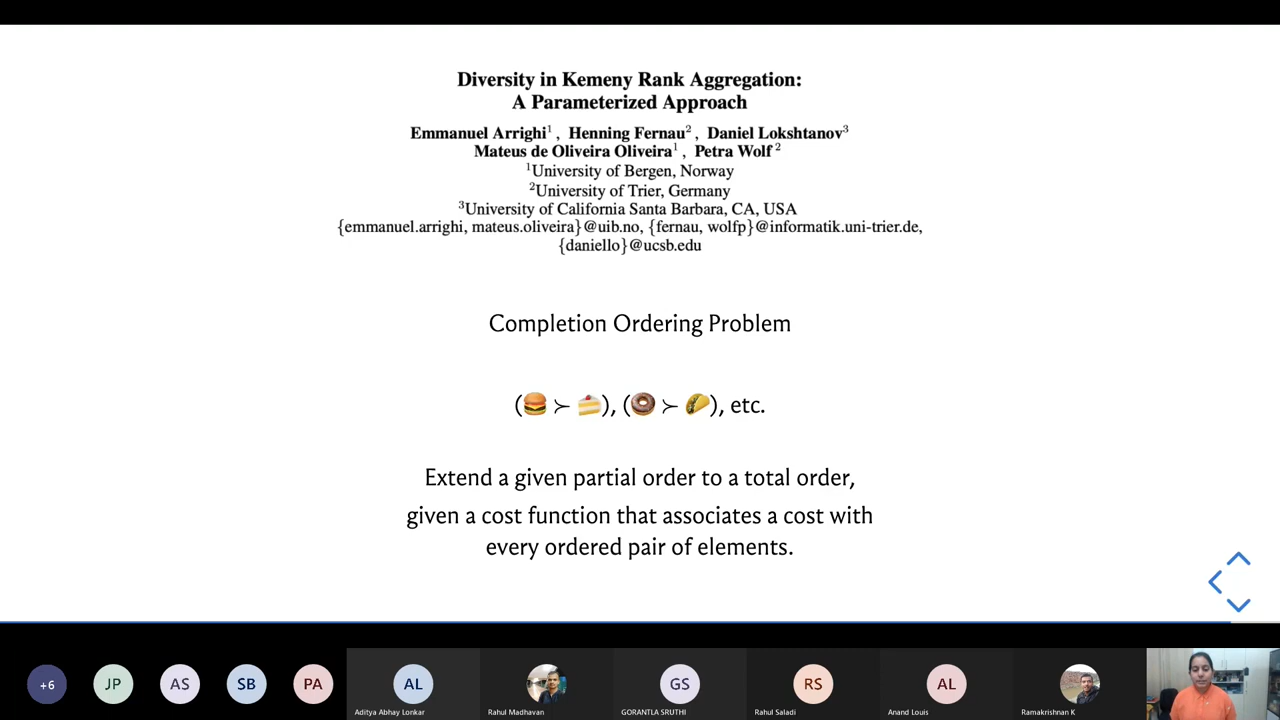 Diversity in Kemeny Rank Aggregation:
A Parameterized Approach
Emmanuel Arrighi¹, Henning Fernau², Daniel Lokshtanov³
Mateus de Oliveira Oliveira¹, Petra Wolf²
¹University of Bergen, Norway
²University of Trier, Germany
³University of California Santa Barbara, CA, USA
{emmanuel.arrighi, mateus.oliveira}@uib.no, {fernau, wolfp}@informatik.uni-trier.de,
{daniello}@ucsb.edu
Completion Ordering Problem
(🍔 ≻ 🍰), (🍩 ≻ 🌮), etc.
Extend a given partial order to a total order,
given a cost function that associates a cost with
every ordered pair of elements.
+6 JP AS SB PA AL GS RS AL
Aditya Abhay Lonkar Rahul Madhavan GORANTLA SRUTHI Rahul Saladi Anand Louis Ramakrishnan K